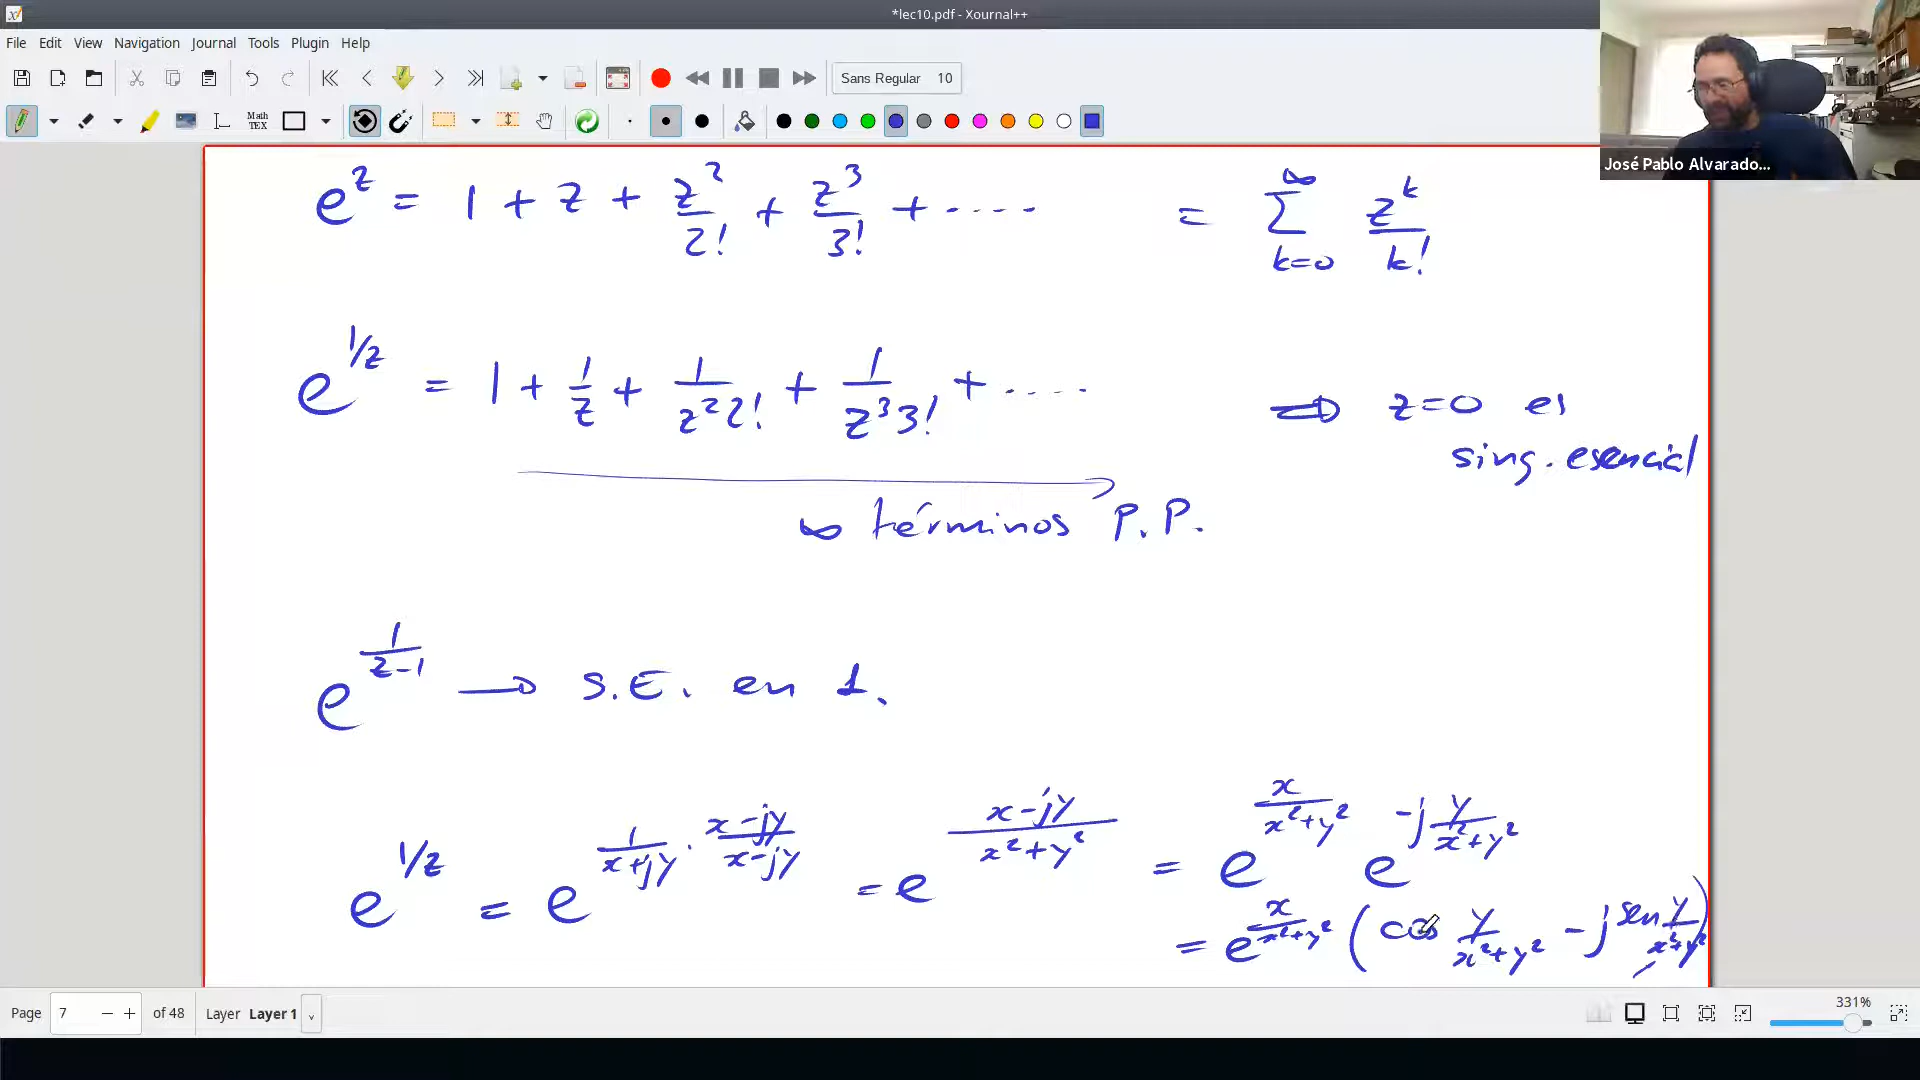 *lec10.pdf - Xournal++
File Edit View Navigation Journal Tools Plugin Help
Sans Regular 10
Math TEX
José Pablo Alvarado...
e^z = 1 + z + z^2/2! + z^3/3! + ···· = ∑_{k=0}^{∞} z^k/k!
e^{1/z} = 1 + 1/z + 1/(z^2 2!) + 1/(z^3 3!) + ···· ⇒ z=0 es
sing. esencial
∞ términos P.P.
e^{1/(z-1)} → S.E. en 1.
e^{1/z} = e^{1/(x+jy) · (x-jy)/(x-jy)} = e^{(x-jy)/(x^2+y^2)} = e^{x/(x^2+y^2)} e^{-j y/(x^2+y^2)}
= e^{x/(x^2+y^2)} (cos y/(x^2+y^2) - j sen y/(x^2+y^2))
Page 7 of 48 Layer Layer 1 331%